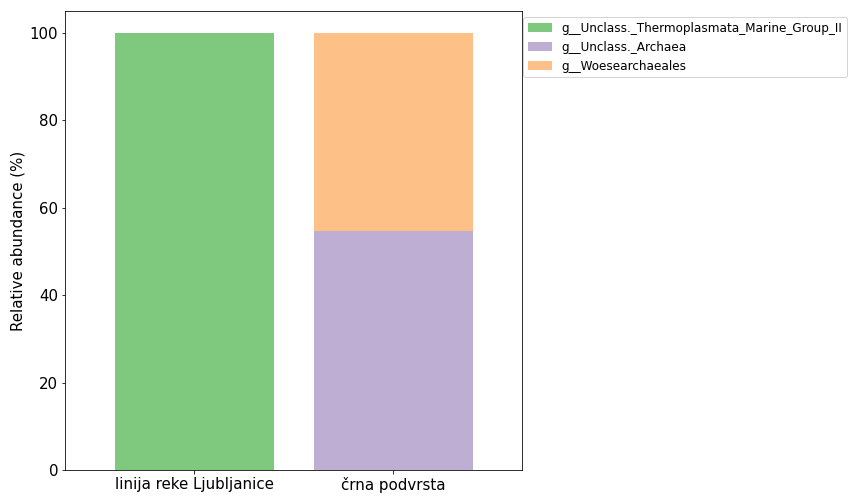 100
80
60
40
20
0
Relative abundance (%)
linija reke Ljubljanice
črna podvrsta
g__Unclass._Thermoplasmata_Marine_Group_II
g__Unclass._Archaea
g__Woesearchaeales